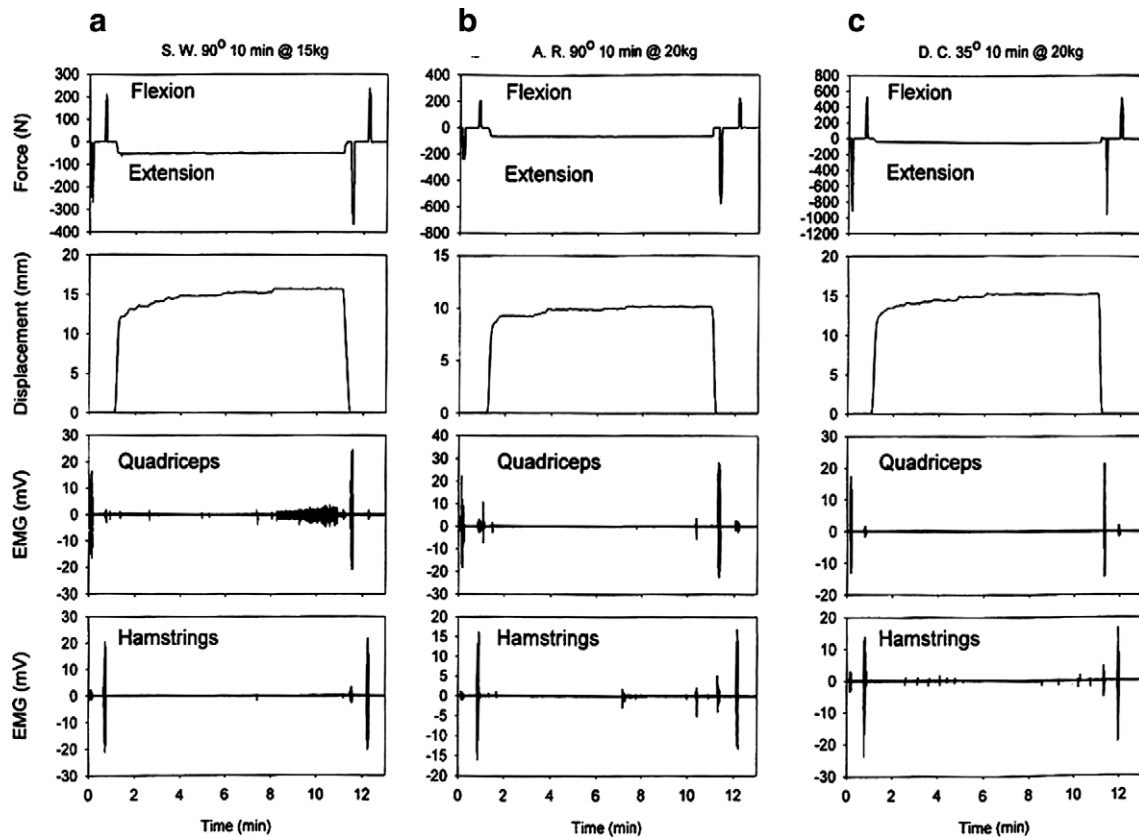 a
b
c
S. W. 90° 10 min @ 15kg
A. R. 90° 10 min @ 20kg
D. C. 35° 10 min @ 20kg
Force (N)
300
200
100
0
-100
-200
-300
-400
Flexion
Extension
400
200
0
-200
-400
-600
-800
Flexion
Extension
800
600
400
200
0
-200
-400
-600
-800
-1000
-1200
Flexion
Extension
Displacement (mm)
20
15
10
5
0
15
10
5
0
20
15
10
5
0
EMG (mV)
30
20
10
0
-10
-20
-30
Quadriceps
40
30
20
10
0
-10
-20
-30
Quadriceps
30
20
10
0
-10
-20
Quadriceps
EMG (mV)
30
20
10
0
-10
-20
-30
Hamstrings
20
15
10
5
0
-5
-10
-15
-20
Hamstrings
20
10
0
-10
-20
-30
Hamstrings
0 2 4 6 8 10 12
0 2 4 6 8 10 12
0 2 4 6 8 10 12
Time (min)
Time (min)
Time (min)